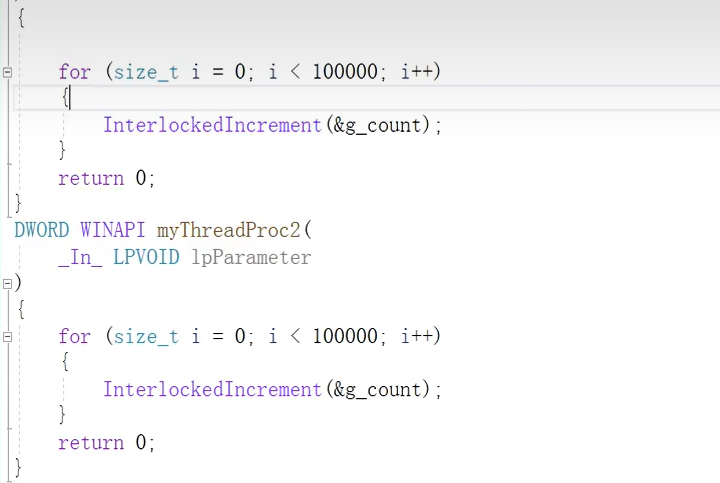 {
for (size_t i = 0; i < 100000; i++)
{
InterlockedIncrement(&g_count);
}
return 0;
}
DWORD WINAPI myThreadProc2(
_In_ LPVOID lpParameter
)
{
for (size_t i = 0; i < 100000; i++)
{
InterlockedIncrement(&g_count);
}
return 0;
}